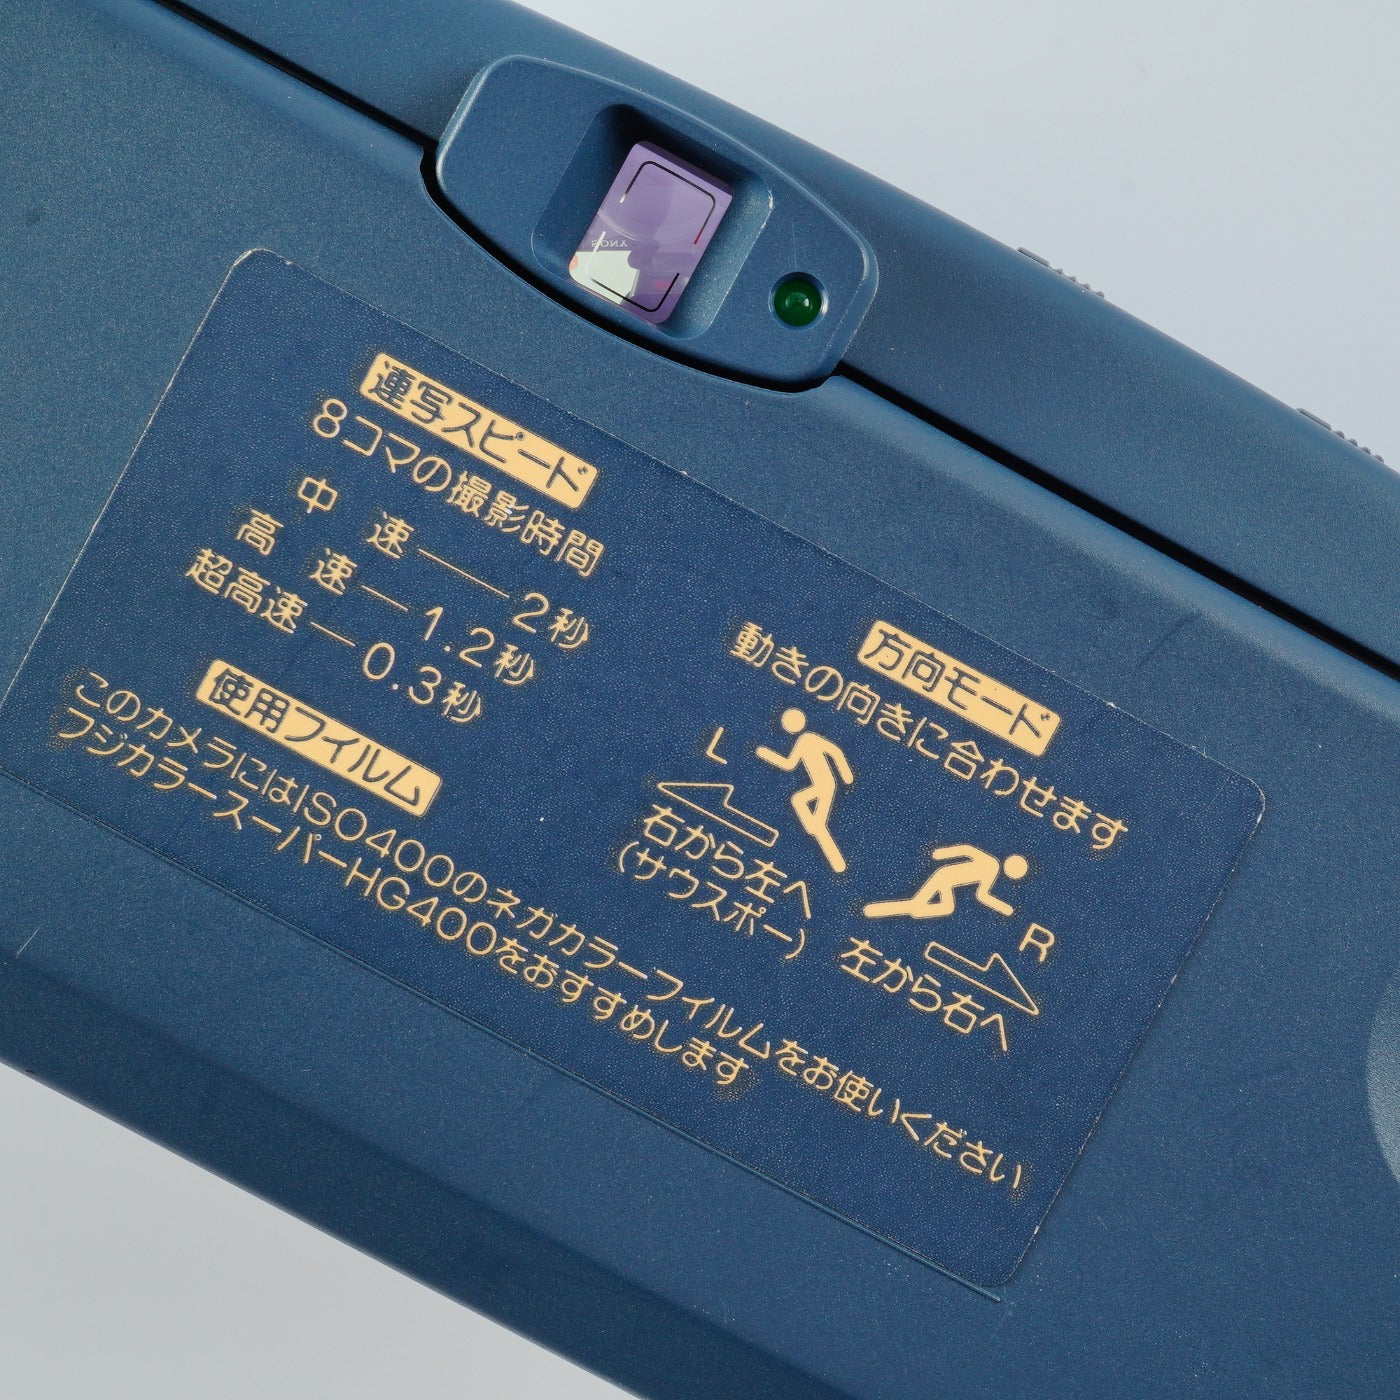 連写スピード
8コマの撮影時間
中 速——2秒
高 速—1.2秒
超高速—0.3秒
方向モード
動きの向きに合わせます
L
右から左へ
(サウスポー)
R
左から右へ
使用フィルム
このカメラにはISO400のネガカラーフィルムをお使いください
フジカラースーパーHG400をおすすめします
SONY